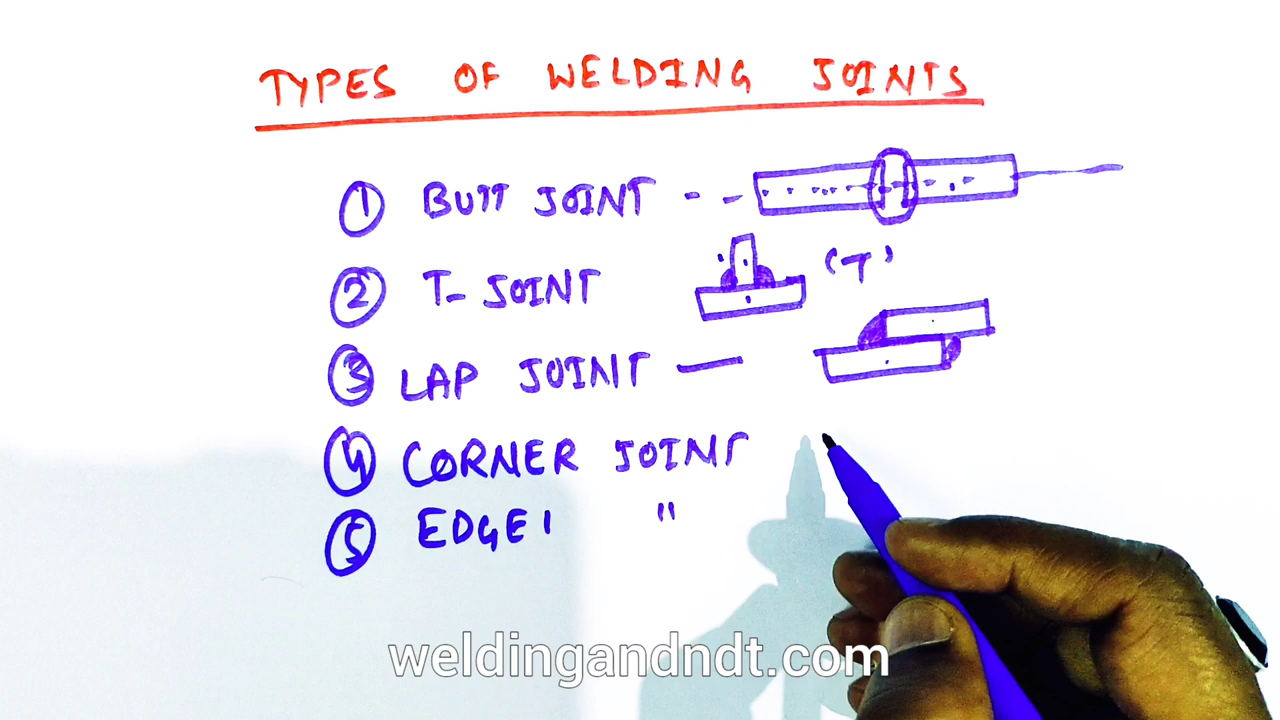 TYPES OF WELDING JOINTS
① BUTT JOINT -
② T- JOINT (T)
③ LAP JOINT —
④ CORNER JOINT
⑤ EDGE "
weldingandndt.com